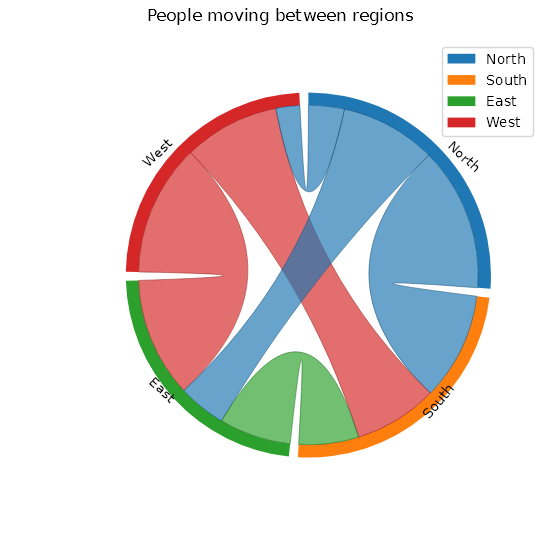 People moving between regions
North
South
East
West
West
North
East
South